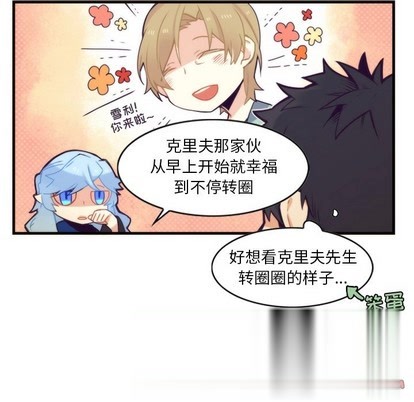 雪利!
你来啦~
克里夫那家伙
从早上开始就幸福
到不停转圈
好想看克里夫先生
转圈圈的样子...
笨蛋